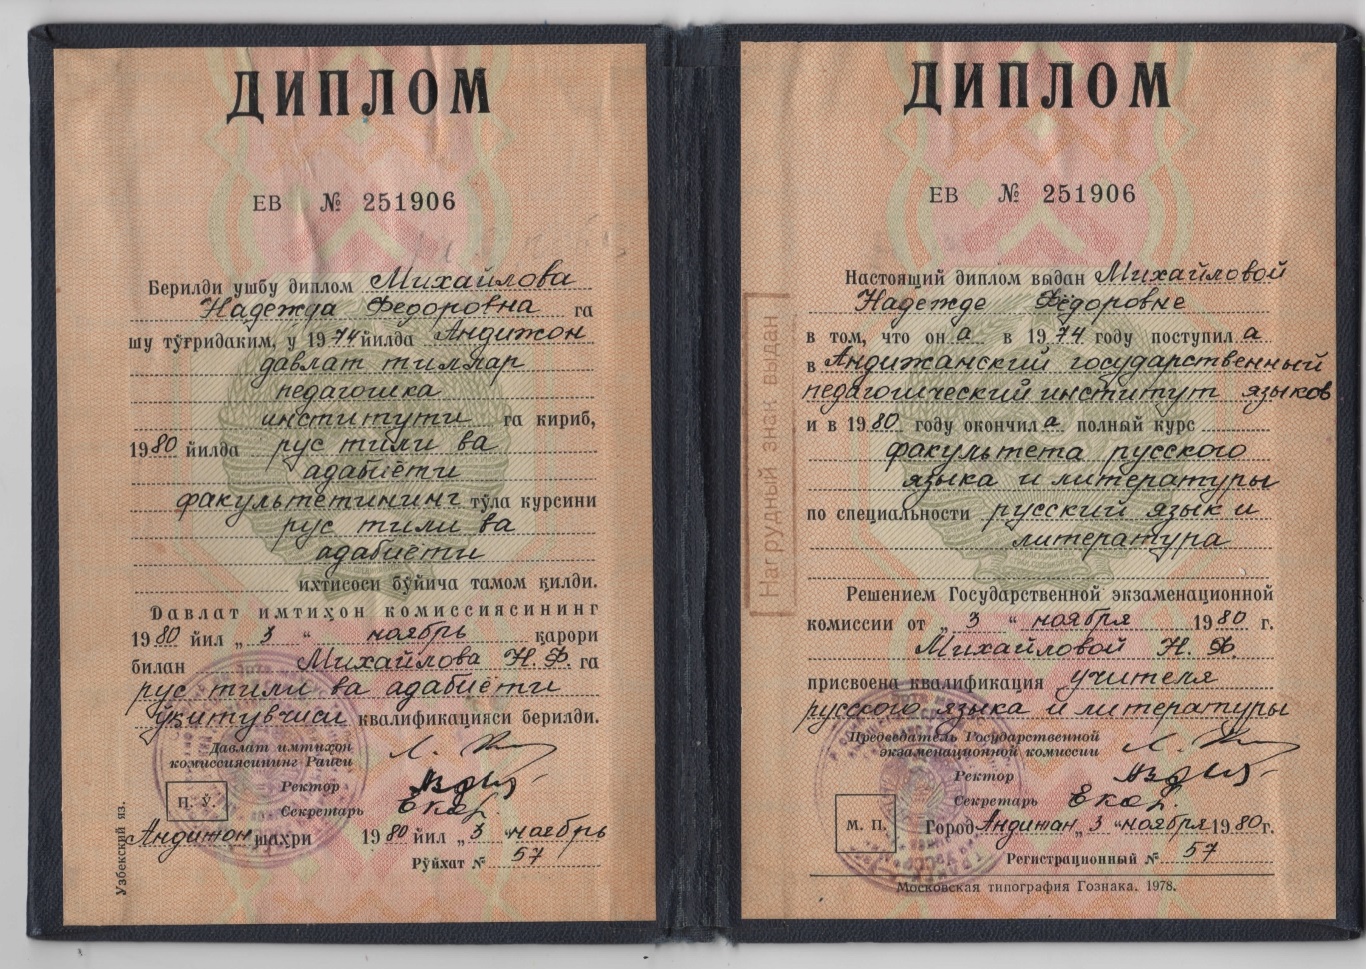 ДИПЛОМ
ЕВ № 251906
Берилди ушбу диплом Михайлова
Надежда Федоровна га
шу тўғридаким, у 1974 йилда Андижон
давлат тиллар
педагогика
институти га кириб,
1980 йилда рус тили ва
адабиёти
факультетининг тўла курсини
рус тили ва
адабиёти
ихтисоси бўйича тамом қилди.
Давлат имтиҳон комиссиясининг
1980 йил „3“ ноябрь қарори
билан Михайлова Н. Ф. га
рус тили ва адабиёти
ўқитувчиси квалификацияси берилди.
Давлат имтиҳон
комиссиясининг Раиси
Ректор
Секретарь
П. Ў.
Андижон шаҳри 1980 йил „3“ ноябрь
Рўйхат № 57
Узбекский яз.
ДИПЛОМ
ЕВ № 251906
Настоящий диплом выдан Михайловой
Надежде Фёдоровне
в том, что она в 1974 году поступила
в Андижанский государственный
педагогический институт языков
и в 1980 году окончила полный курс
факультета русского
языка и литературы
по специальности русский язык и
литература
Решением Государственной экзаменационной
комиссии от „3“ ноября 1980 г.
Михайловой Н. Ф.
присвоена квалификация учителя
русского языка и литературы
Председатель Государственной
экзаменационной комиссии
Ректор
Секретарь
М. П.
Город Андижан „3“ ноября 1980 г.
Регистрационный № 57
Московская типография Гознака. 1978.
Нагрудный знак выдан